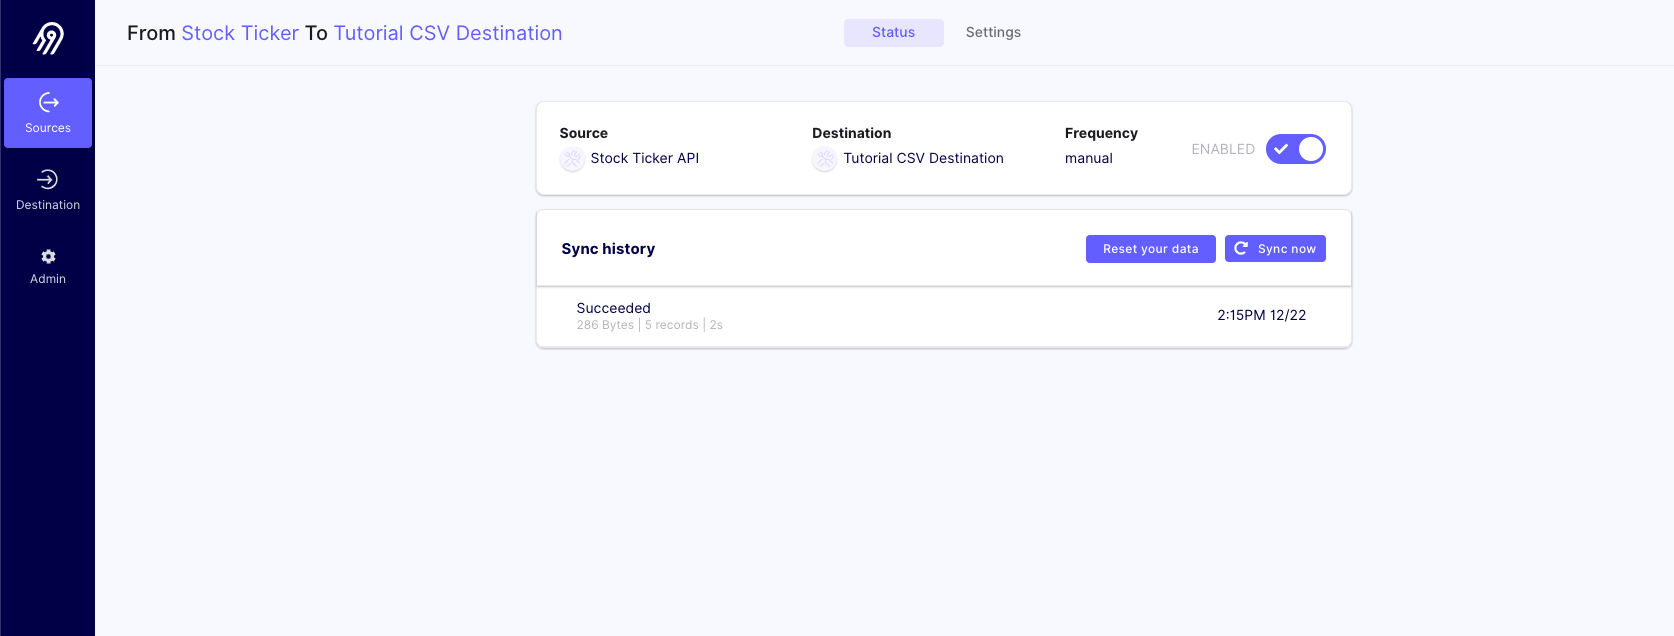 From Stock Ticker To Tutorial CSV Destination
Status
Settings
Sources
Destination
Admin
Source
Stock Ticker API
Destination
Tutorial CSV Destination
Frequency
manual
ENABLED
Sync history
Reset your data
Sync now
Succeeded
286 Bytes | 5 records | 2s
2:15PM 12/22